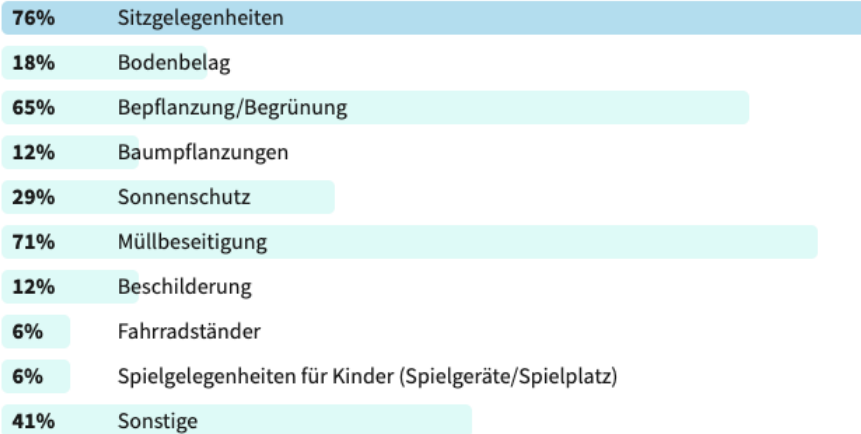 76% Sitzgelegenheiten
18% Bodenbelag
65% Bepflanzung/Begrünung
12% Baumpflanzungen
29% Sonnenschutz
71% Müllbeseitigung
12% Beschilderung
6% Fahrradständer
6% Spielgelegenheiten für Kinder (Spielgeräte/Spielplatz)
41% Sonstige